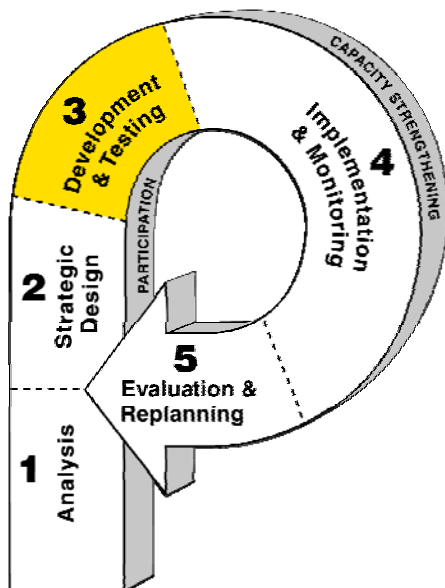 1
Analysis
2
Strategic
Design
3
Development
& Testing
PARTICIPATION
4
Implementation
& Monitoring
CAPACITY STRENGTHENING
5
Evaluation &
Replanning